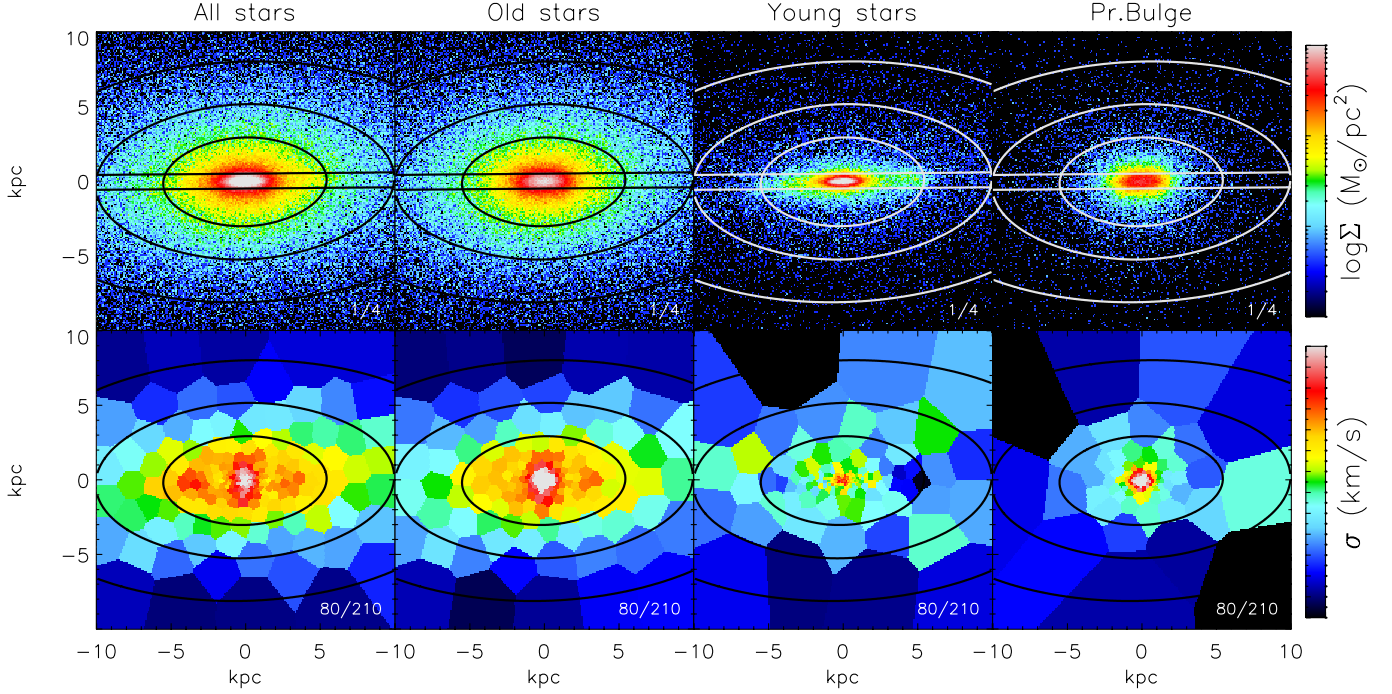 All stars Old stars Young stars Pr.Bulge
10
5
0
−5
kpc
1/4 1/4 1/4 1/4
logΣ (M☉/pc²)
10
5
0
−5
kpc
80/210 80/210 80/210 80/210
σ (km/s)
−10 −5 0 5 −10 −5 0 5 −10 −5 0 5 −10 −5 0 5 10
kpc kpc kpc kpc